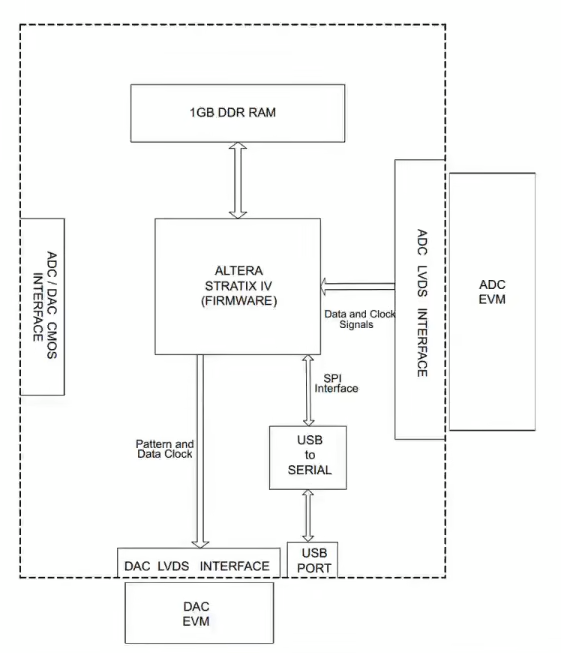 1GB DDR RAM
ALTERA
STRATIX IV
(FIRMWARE)
ADC / DAC CMOS
INTERFACE
ADC LVDS INTERFACE
ADC
EVM
Data and Clock
Signals
SPI
Interface
Pattern and
Data Clock
USB
to
SERIAL
DAC LVDS INTERFACE
USB
PORT
DAC
EVM